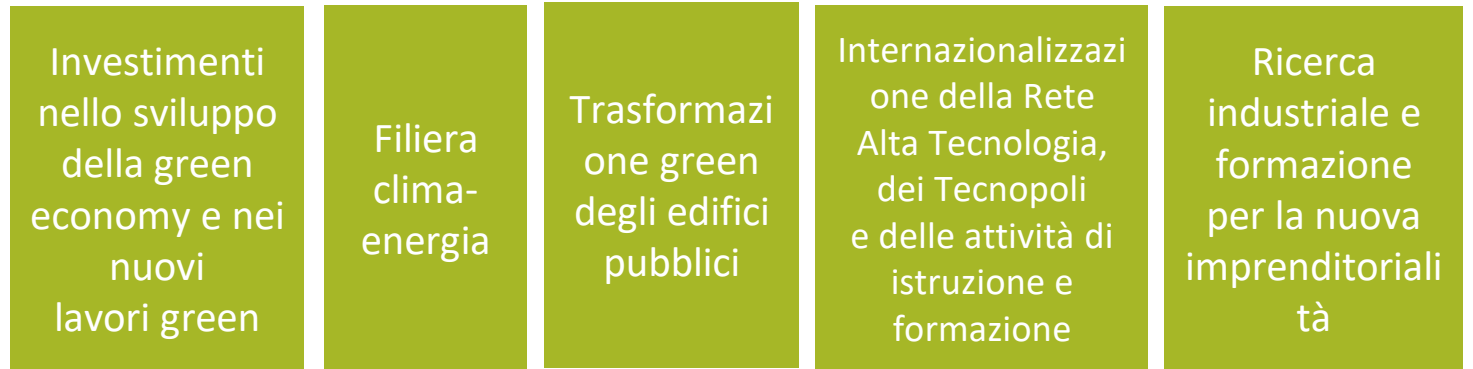 Investimenti
nello sviluppo
della green
economy e nei
nuovi
lavori green
Filiera
clima-
energia
Trasformazi
one green
degli edifici
pubblici
Internazionalizzazi
one della Rete
Alta Tecnologia,
dei Tecnopoli
e delle attività di
istruzione e
formazione
Ricerca
industriale e
formazione
per la nuova
imprenditoriali
tà